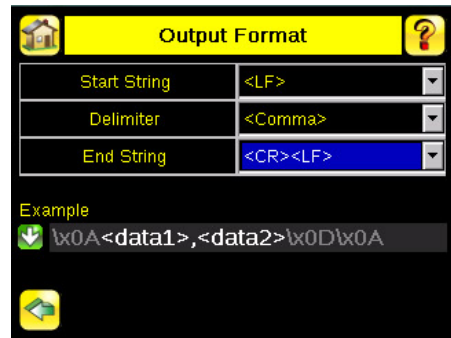 Output Format
?
Start String <LF>
Delimiter <Comma>
End String <CR><LF>
Example
\x0A<data1>,<data2>\x0D\x0A